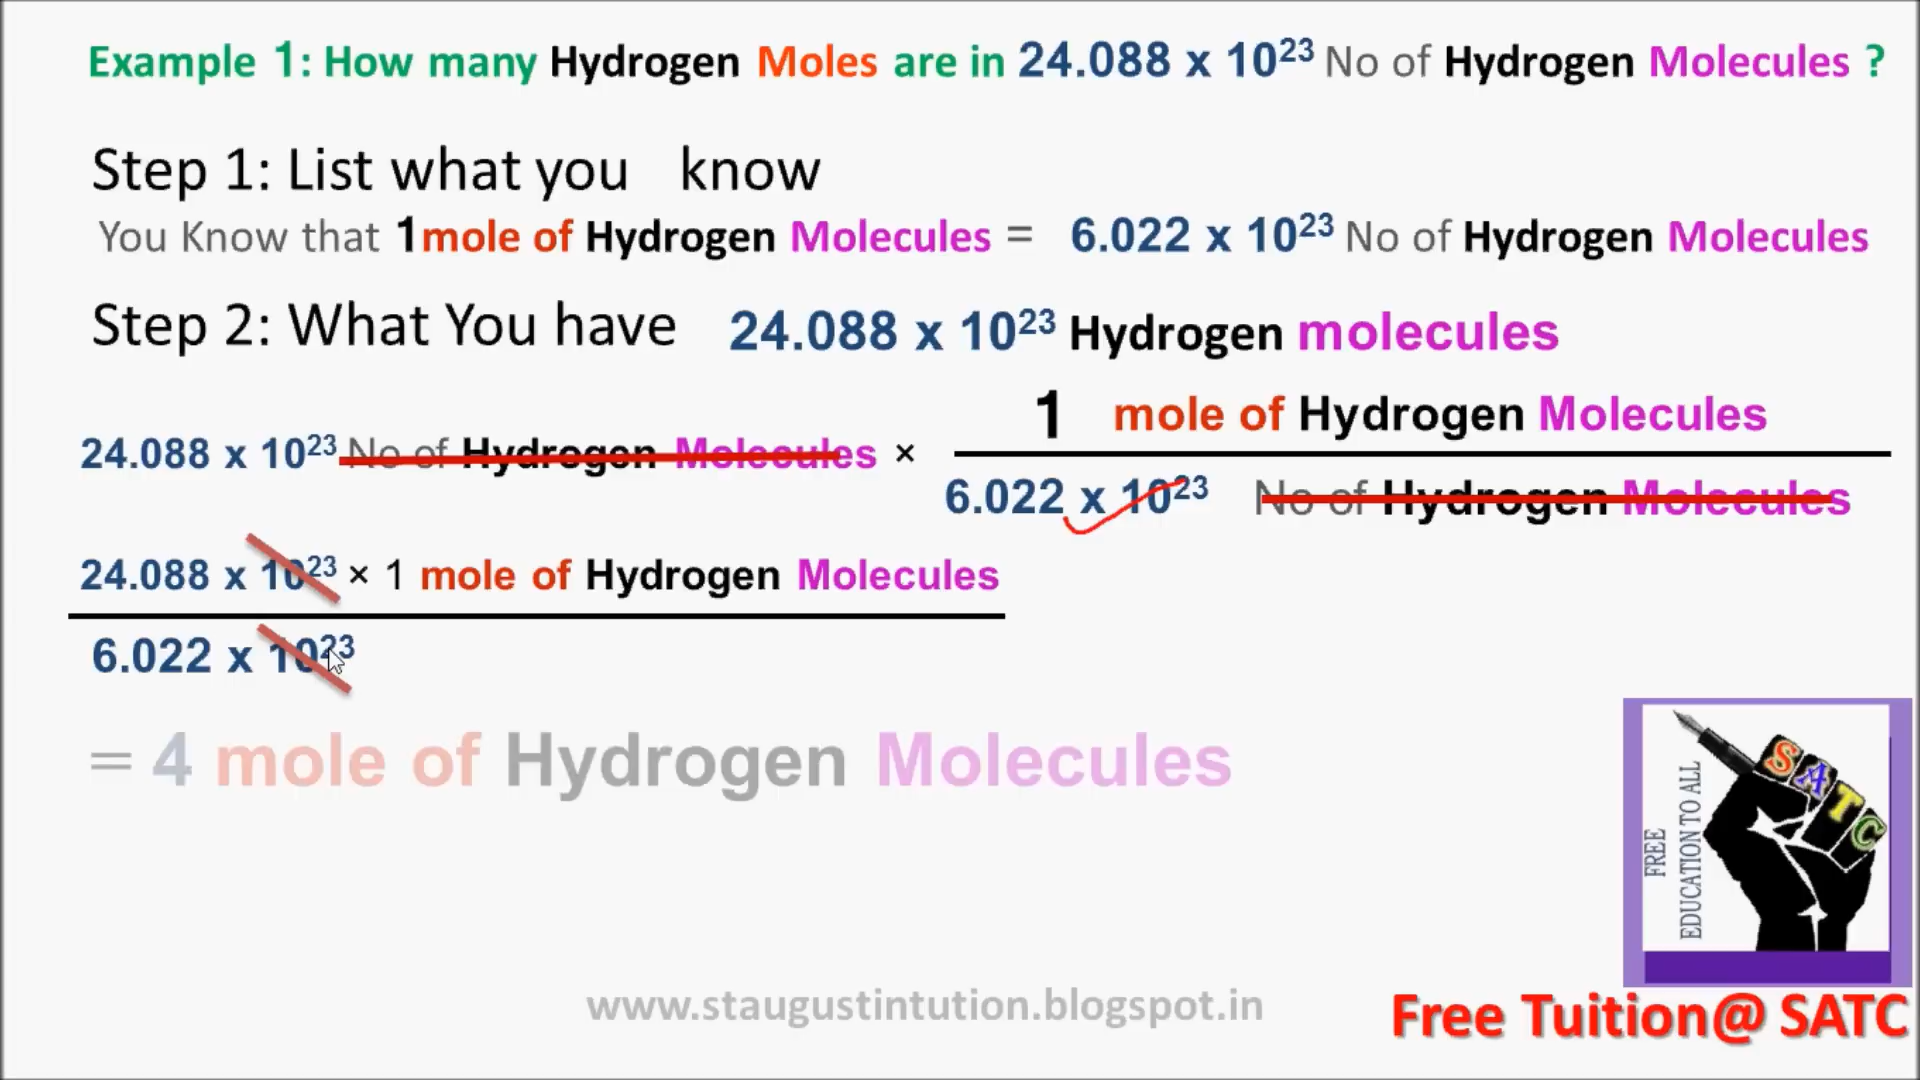 Example 1: How many Hydrogen Moles are in 24.088 x 10²³ No of Hydrogen Molecules ?
Step 1: List what you know
You Know that 1mole of Hydrogen Molecules = 6.022 x 10²³ No of Hydrogen Molecules
Step 2: What You have 24.088 x 10²³ Hydrogen molecules
1 mole of Hydrogen Molecules
24.088 x 10²³ No of Hydrogen Molecules ×
6.022 x 10²³ No of Hydrogen Molecules
24.088 x 10²³ × 1 mole of Hydrogen Molecules
6.022 x 10²³
= 4 mole of Hydrogen Molecules
SATC
FREE
EDUCATION TO ALL
www.staugustintution.blogspot.in
Free Tuition@ SATC